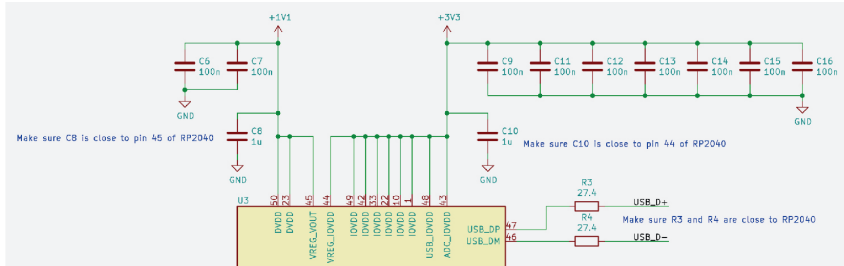 +1V1
+3V3
C6
100n
C7
100n
C9
100n
C11
100n
C12
100n
C13
100n
C14
100n
C15
100n
C16
100n
GND
GND
C8
1u
Make sure C8 is close to pin 45 of RP2040
C10
1u
Make sure C10 is close to pin 44 of RP2040
GND
GND
U3
50
23
45
44
49
42
33
22
10
1
48
43
DVDD
DVDD
VREG_VOUT
VREG_IOVDD
IOVDD
IOVDD
IOVDD
IOVDD
IOVDD
IOVDD
USB_IOVDD
ADC_IOVDD
R3
27.4
USB_D+
Make sure R3 and R4 are close to RP2040
USB_DP
47
R4
27.4
USB_DM
46
USB_D-